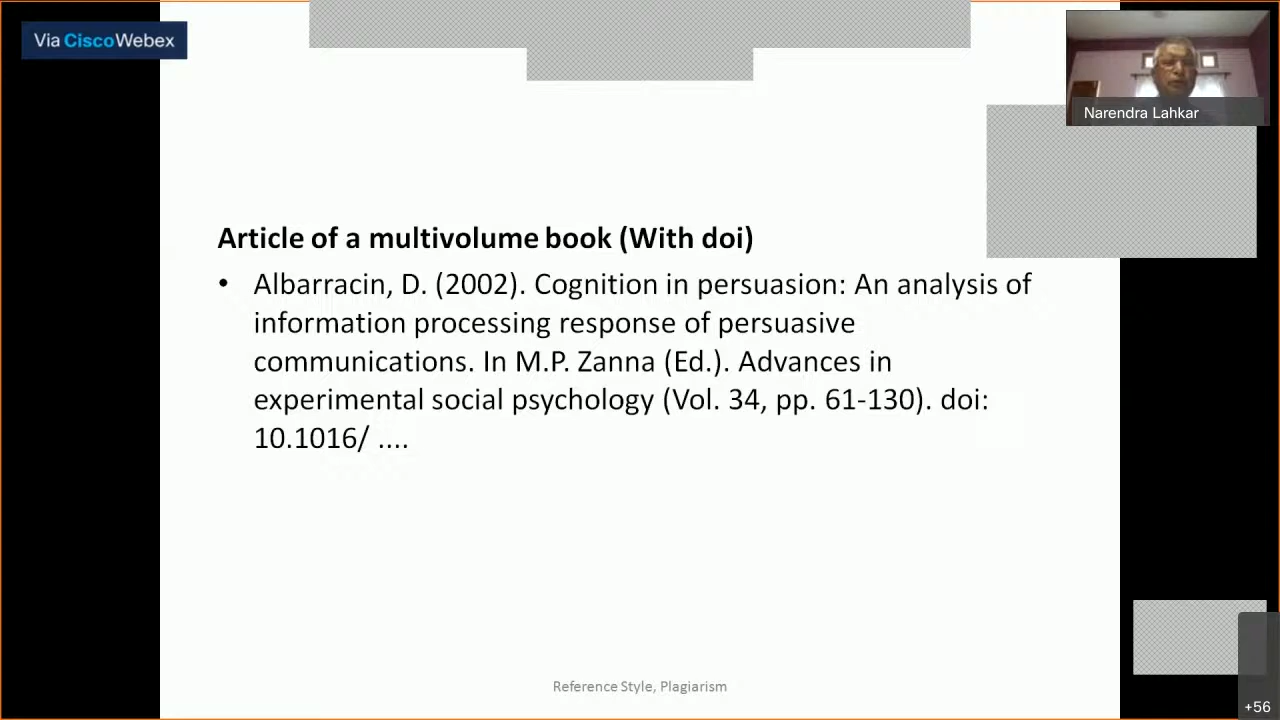 Via CiscoWebex
Narendra Lahkar
Article of a multivolume book (With doi)
• Albarracin, D. (2002). Cognition in persuasion: An analysis of
information processing response of persuasive
communications. In M.P. Zanna (Ed.). Advances in
experimental social psychology (Vol. 34, pp. 61-130). doi:
10.1016/ ....
Reference Style, Plagiarism
+56